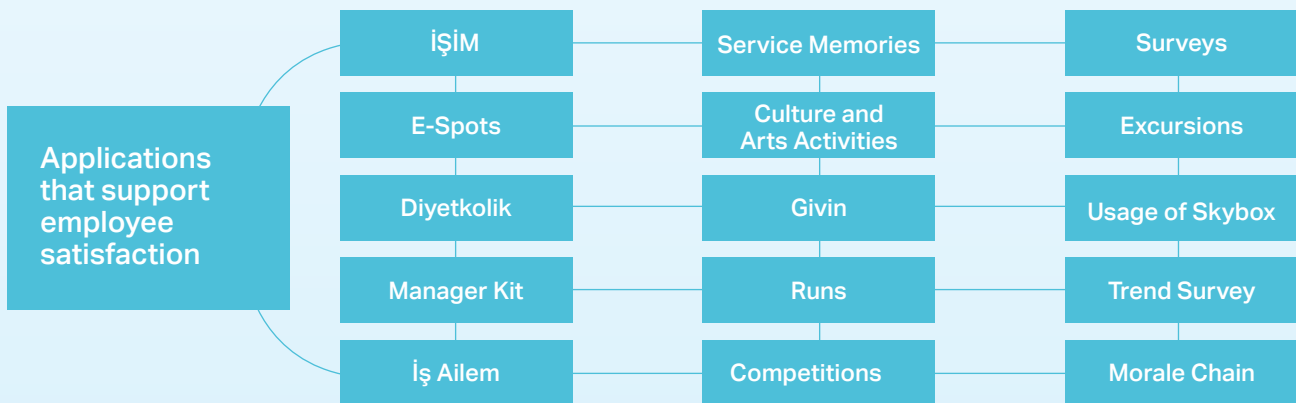 Applications
that support
employee
satisfaction
İŞİM
Service Memories
Surveys
E-Spots
Culture and
Arts Activities
Excursions
Diyetkolik
Givin
Usage of Skybox
Manager Kit
Runs
Trend Survey
İş Ailem
Competitions
Morale Chain